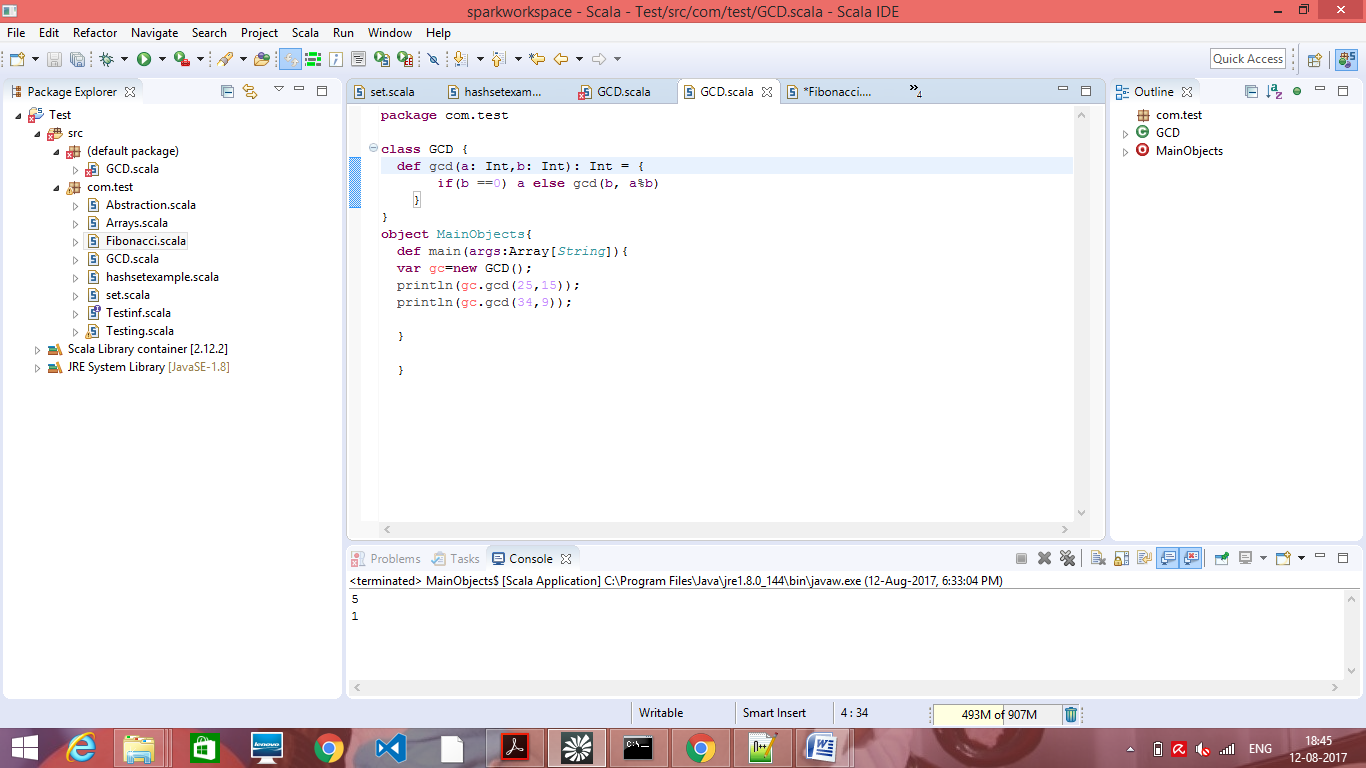 sparkworkspace - Scala - Test/src/com/test/GCD.scala - Scala IDE
File Edit Refactor Navigate Search Project Scala Run Window Help
Quick Access
Package Explorer
Test
src
(default package)
GCD.scala
com.test
Abstraction.scala
Arrays.scala
Fibonacci.scala
GCD.scala
hashsetexample.scala
set.scala
Testinf.scala
Testing.scala
Scala Library container [2.12.2]
JRE System Library [JavaSE-1.8]
set.scala hashsetexam... GCD.scala GCD.scala *Fibonacci.... »4
package com.test
class GCD {
def gcd(a: Int,b: Int): Int = {
if(b ==0) a else gcd(b, a%b)
}
}
object MainObjects{
def main(args:Array[String]){
var gc=new GCD();
println(gc.gcd(25,15));
println(gc.gcd(34,9));
}
}
Outline
com.test
GCD
MainObjects
Problems Tasks Console
<terminated> MainObjects$ [Scala Application] C:\Program Files\Java\jre1.8.0_144\bin\javaw.exe (12-Aug-2017, 6:33:04 PM)
5
1
Writable Smart Insert 4 : 34 493M of 907M
lenovo
C:\_
ENG
18:45
12-08-2017